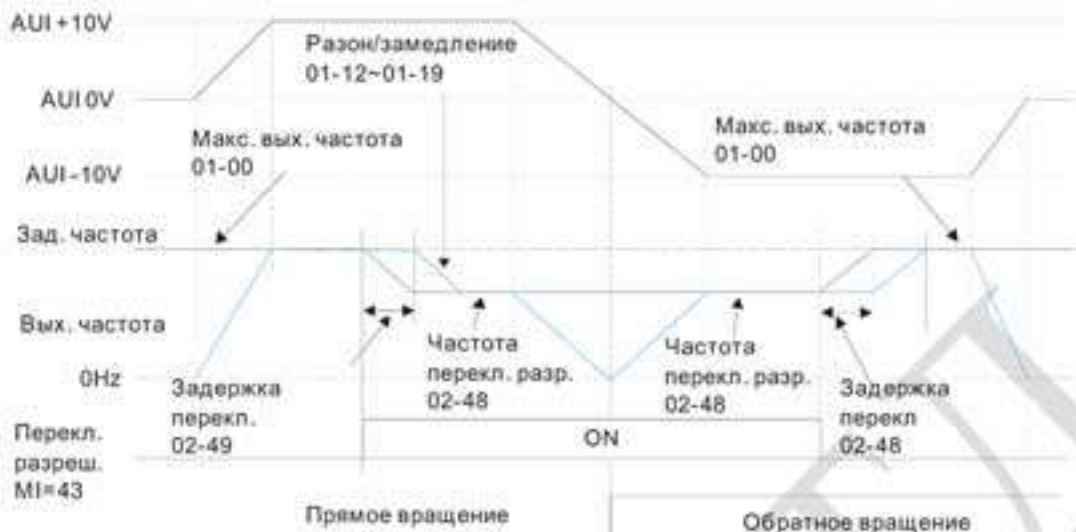 AUI +10V
Разон/замедление
01-12~01-19
AUI 0V
Макс. вых. частота
01-00
Макс. вых. частота
01-00
AUI -10V
Зад. частота
Вых. частота
0Hz
Задержка
перекл.
02-49
Частота
перекл. разр.
02-48
Частота
перекл. разр.
02-48
Задержка
перекл
02-48
Перекл.
разреш.
MI=43
ON
Прямое вращение
Обратное вращение